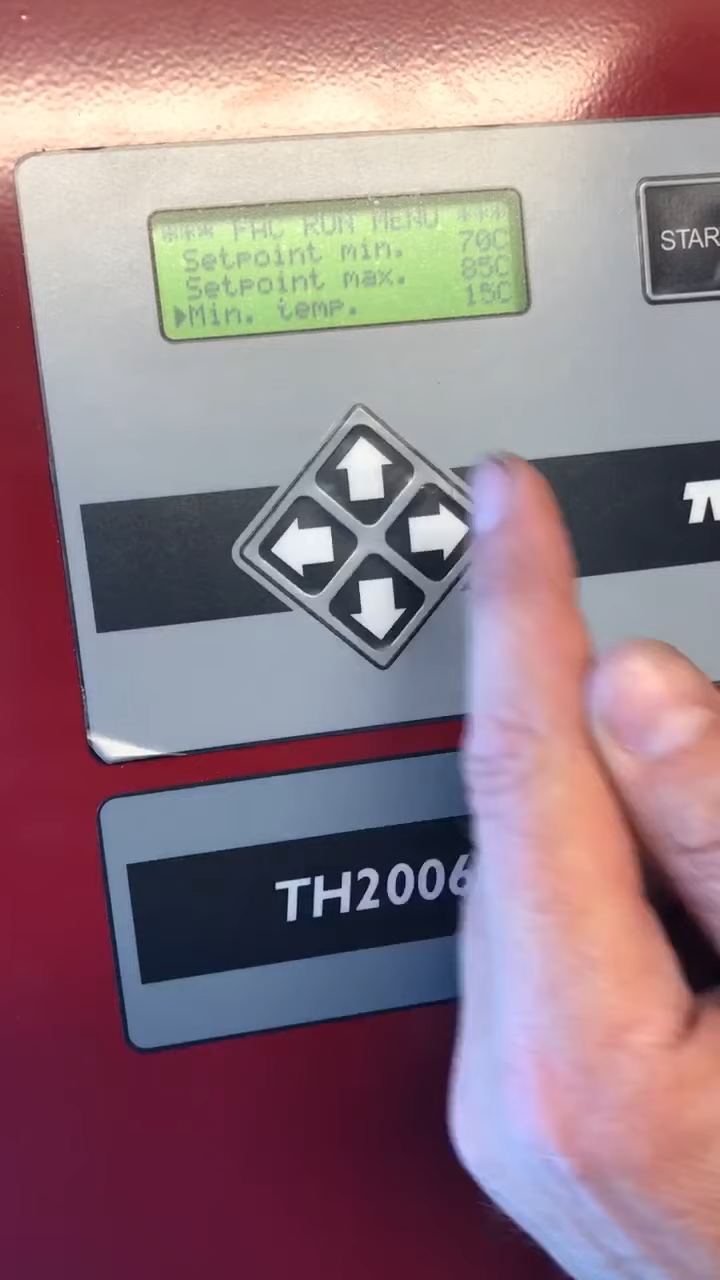 *** FAC RUN MENU ***
Setpoint min. 70C
Setpoint max. 85C
▶Min. temp. 15C
STAR
TH2006